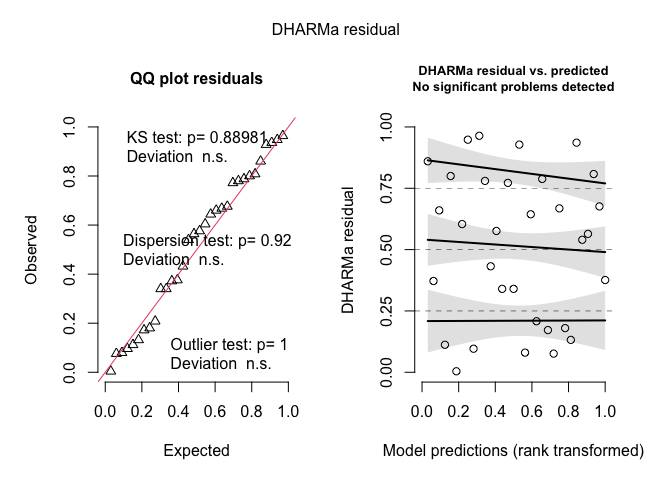 DHARMa residual
QQ plot residuals
KS test: p= 0.88981
Deviation n.s.
Dispersion test: p= 0.92
Deviation n.s.
Outlier test: p= 1
Deviation n.s.
Observed
0.0 0.2 0.4 0.6 0.8 1.0
0.0 0.2 0.4 0.6 0.8 1.0
Expected
DHARMa residual vs. predicted
No significant problems detected
DHARMa residual
0.00 0.25 0.50 0.75 1.00
0.0 0.2 0.4 0.6 0.8 1.0
Model predictions (rank transformed)